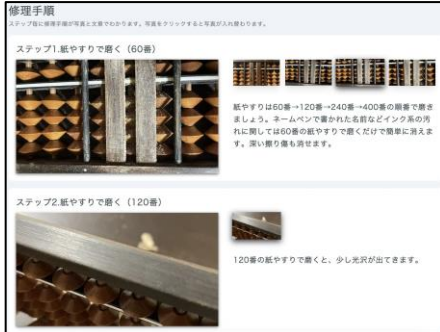 修理手順
ステップ毎に修理手順が写真と文章でわかります。写真をクリックすると写真が入れ替わります。
ステップ1.紙やすりで磨く（60番）
紙やすりは60番→120番→240番→400番の順番で磨き
ましょう。ネームペンで書かれた名前などインク系の汚
れに関しては60番の紙やすりで磨くだけで簡単に消えま
す。深い擦り傷も消せます。
ステップ2.紙やすりで磨く（120番）
120番の紙やすりで磨くと、少し光沢が出てきます。